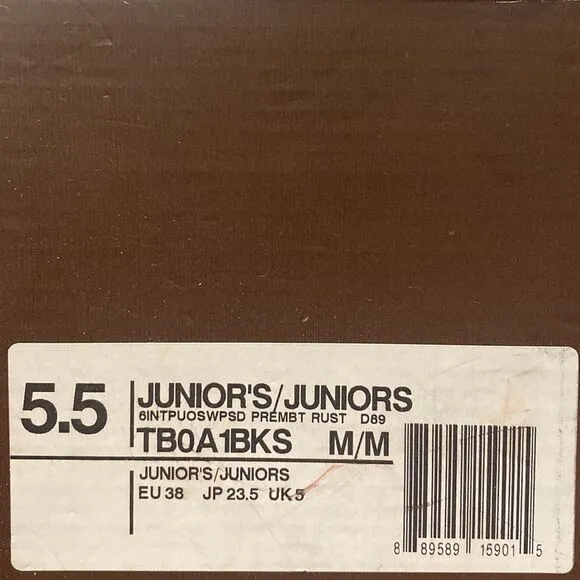 5.5
JUNIOR'S/JUNIORS
6INTPUOSWPSD PREMBT RUST D89
TB0A1BKS M/M
JUNIOR'S/JUNIORS
EU 38 JP 23.5 UK 5
8 89589 15901 5